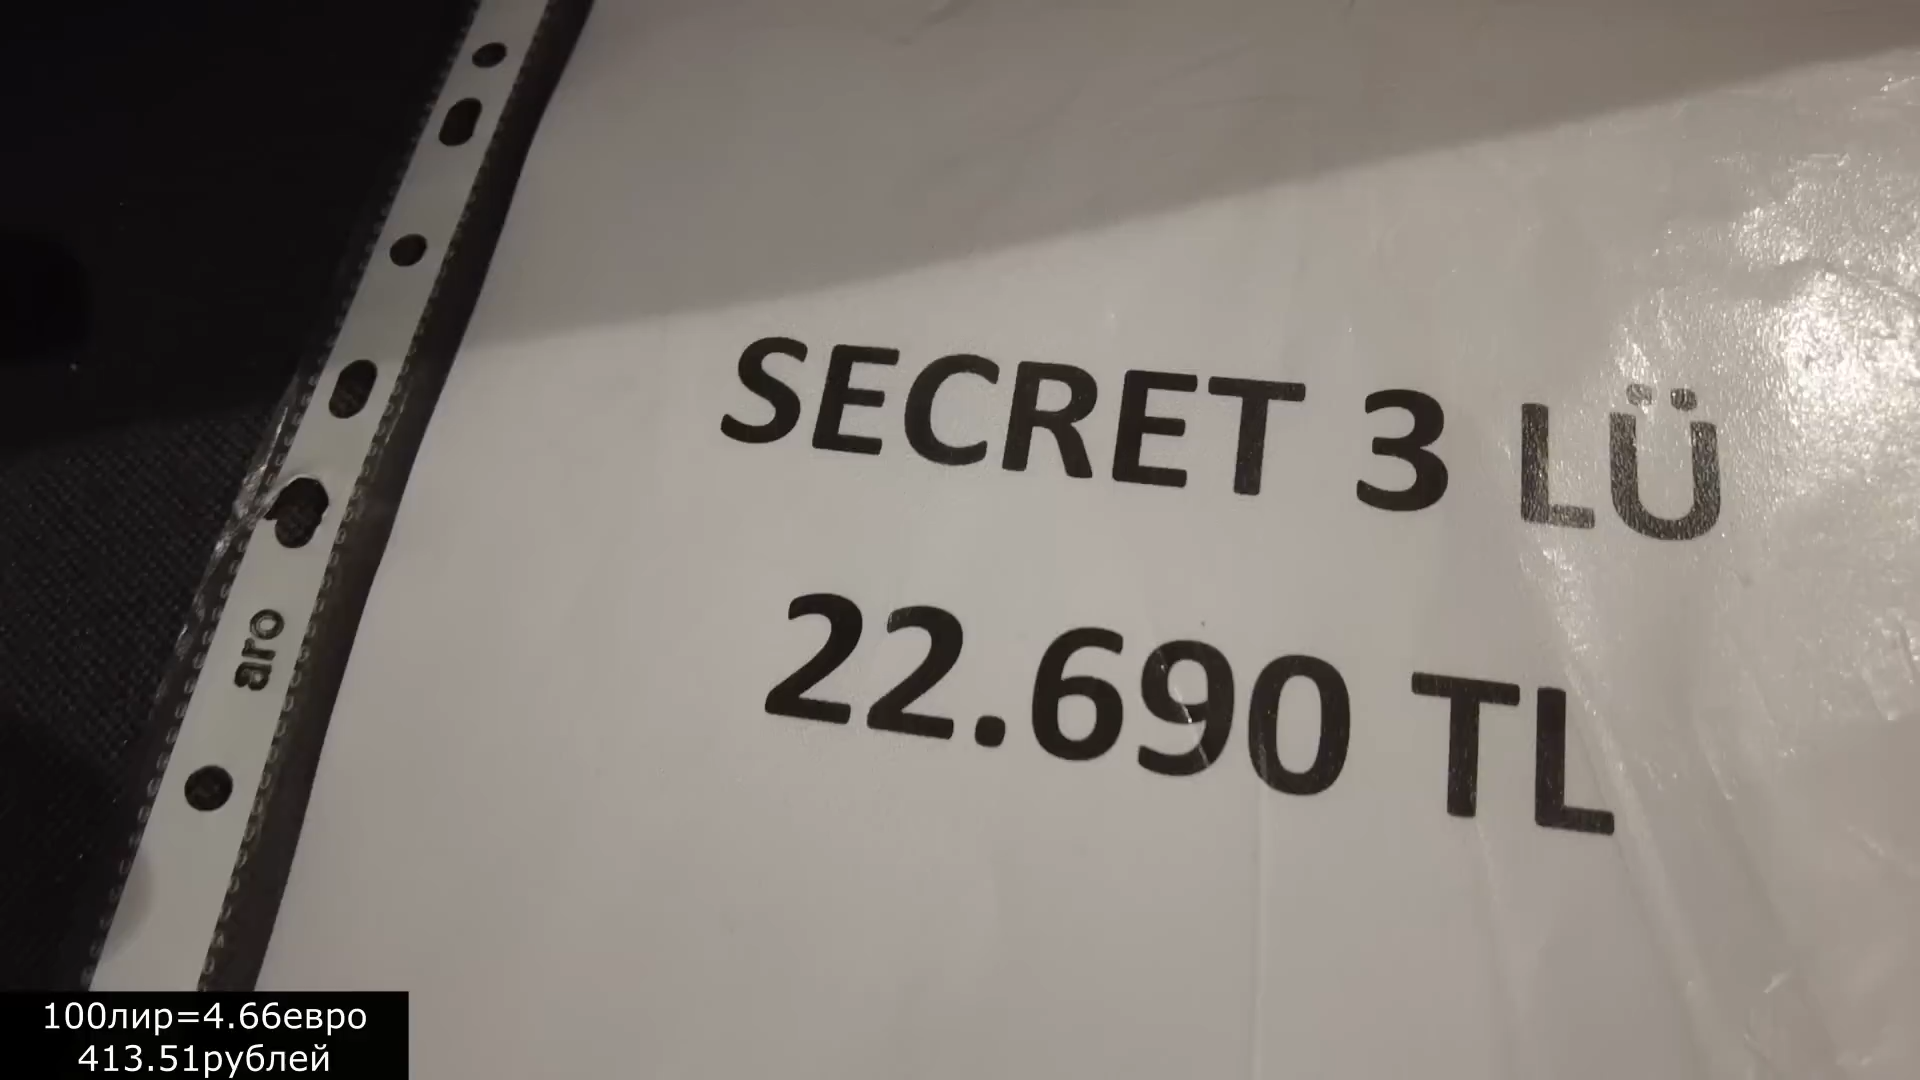 SECRET 3 LÜ
22.690 TL
aro
100лир=4.66евро
413.51рублей